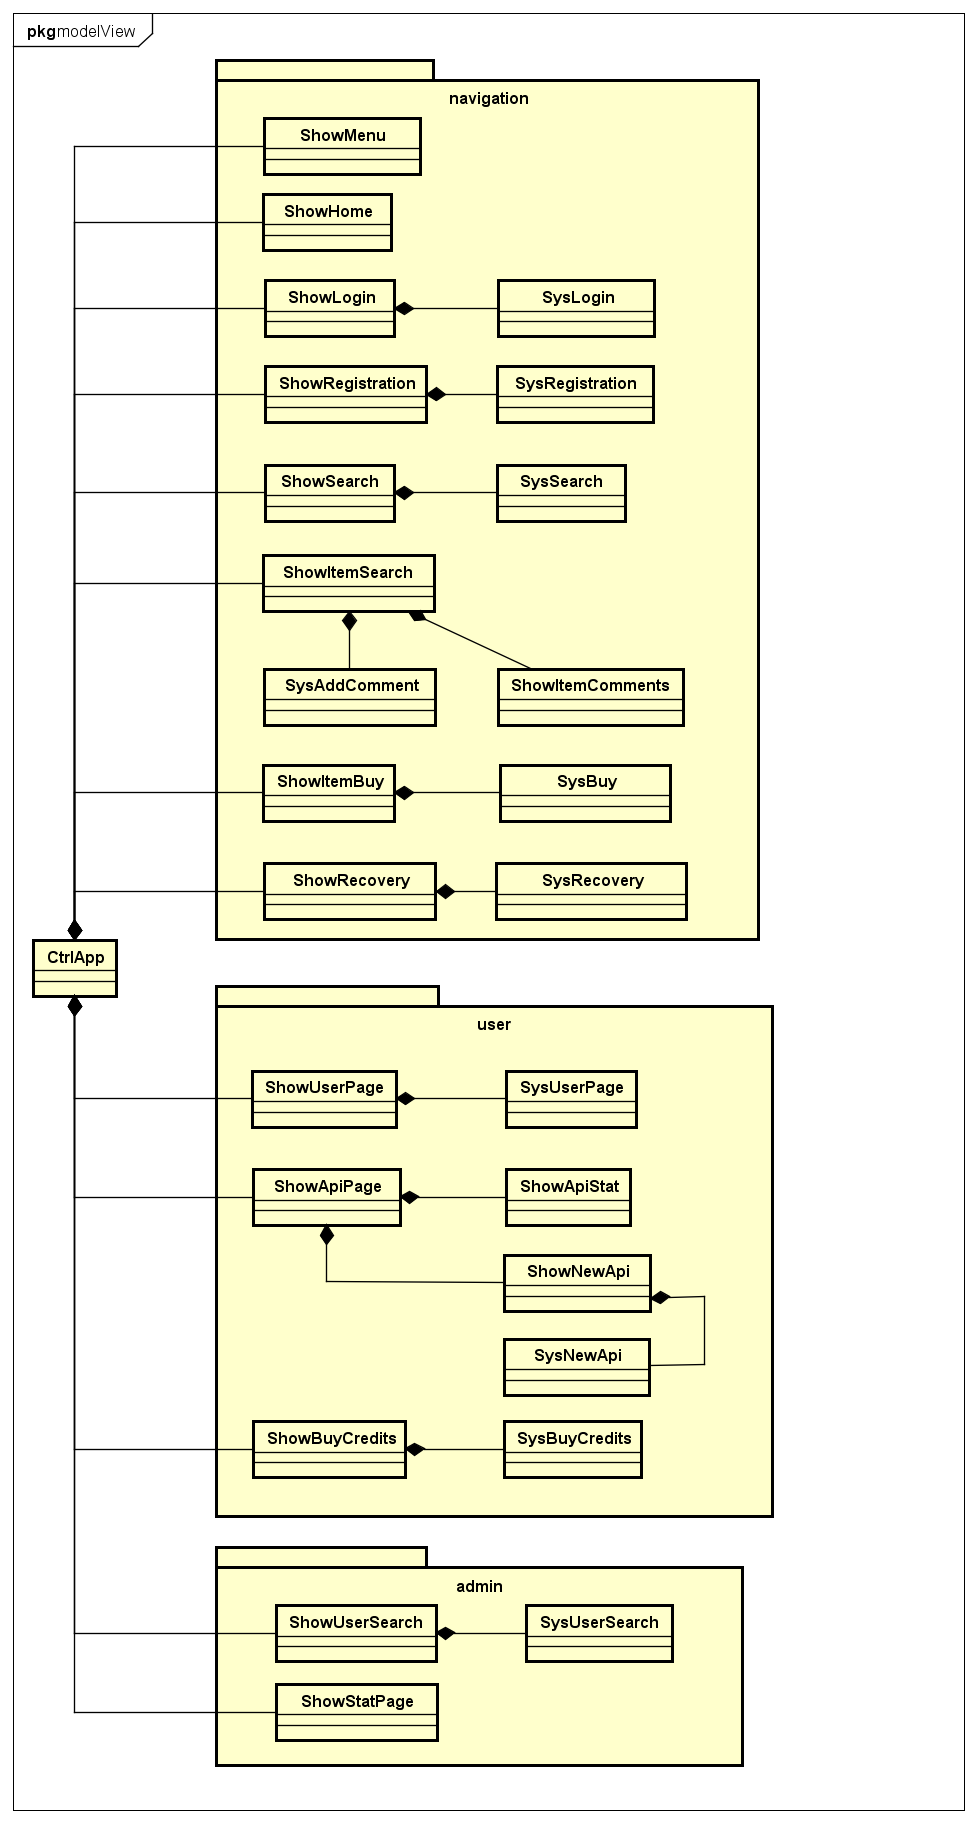 pkg modelView
navigation
ShowMenu
ShowHome
ShowLogin
SysLogin
ShowRegistration
SysRegistration
ShowSearch
SysSearch
ShowItemSearch
SysAddComment
ShowItemComments
ShowItemBuy
SysBuy
ShowRecovery
SysRecovery
CtrlApp
user
ShowUserPage
SysUserPage
ShowApiPage
ShowApiStat
ShowNewApi
SysNewApi
ShowBuyCredits
SysBuyCredits
admin
ShowUserSearch
SysUserSearch
ShowStatPage